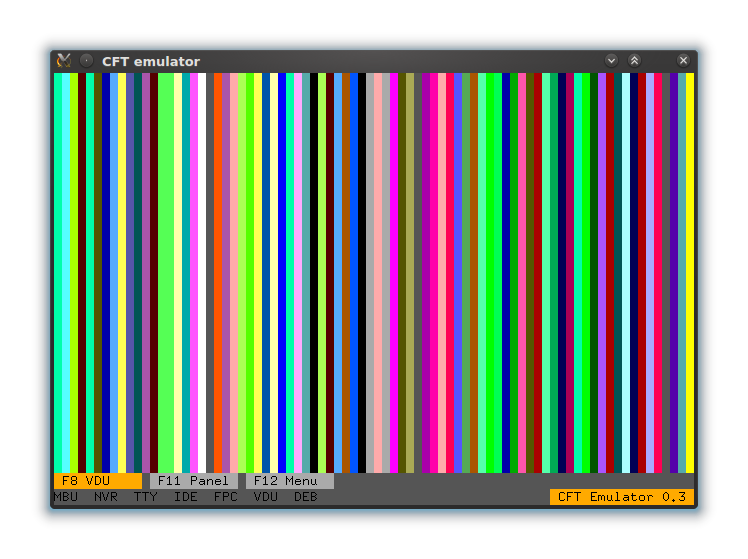 CFT emulator
F8 VDU F11 Panel F12 Menu
MBU NVR TTY IDE FPC VDU DEB CFT Emulator 0.3